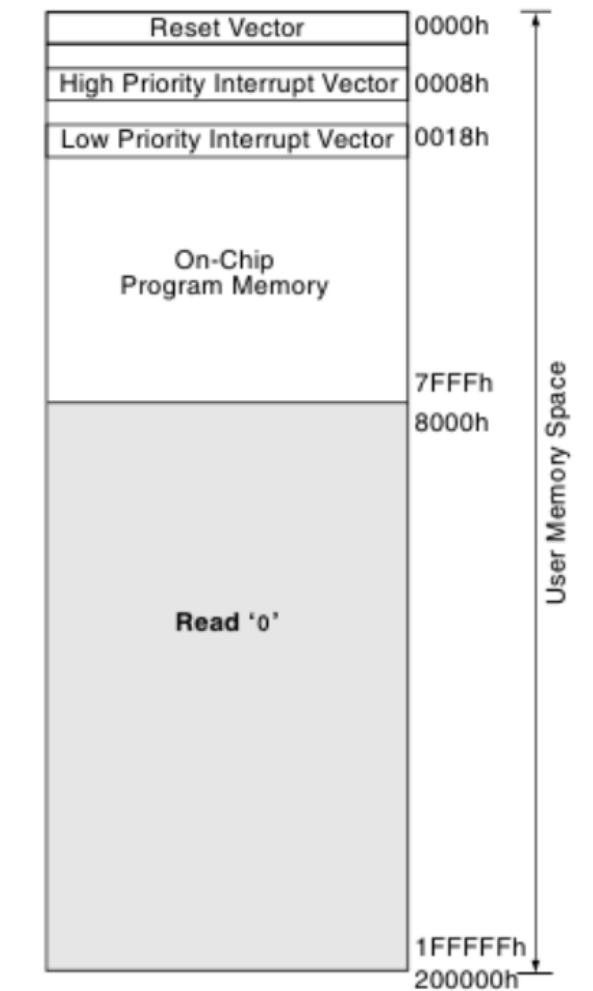 Reset Vector
0000h
High Priority Interrupt Vector
0008h
Low Priority Interrupt Vector
0018h
On-Chip
Program Memory
7FFFh
8000h
User Memory Space
Read ‘0’
1FFFFFh
200000h